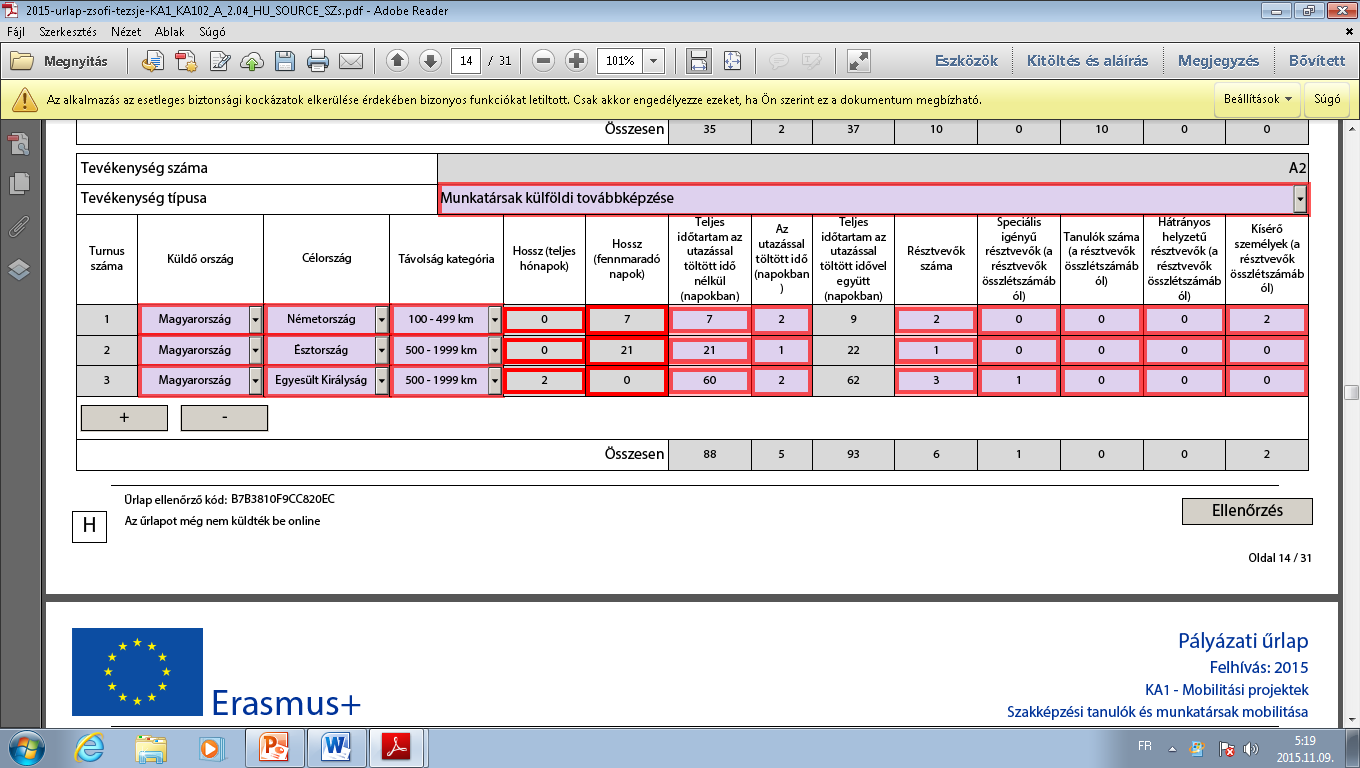 2015-urlap-zsofi-tezsje-KA1_KA102_A_2.04_HU_SOURCE_SZs.pdf - Adobe Reader
Fájl Szerkesztés Nézet Ablak Súgó
Megnyitás 14 / 31 101% Eszközök Kitöltés és aláírás Megjegyzés Bővített
Az alkalmazás az esetleges biztonsági kockázatok elkerülése érdekében bizonyos funkciókat letiltott. Csak akkor engedélyezze ezeket, ha Ön szerint ez a dokumentum megbízható. Beállítások Súgó
Összesen 35 2 37 10 0 10 0 0
Tevékenység száma A2
Tevékenység típusa Munkatársak külföldi továbbképzése
Turnus száma
Küldő ország
Célország
Távolság kategória
Hossz (teljes hónapok)
Hossz (fennmaradó napok)
Teljes időtartam az utazással töltött idő nélkül (napokban)
Az utazással töltött idő (napokban )
Teljes időtartam az utazással töltött idővel együtt (napokban)
Résztvevők száma
Speciális igényű résztvevők (a résztvevők összlétszámáb ól)
Tanulók száma (a résztvevők összlétszámáb ól)
Hátrányos helyzetű résztvevők (a résztvevők összlétszámáb ól)
Kísérő személyek (a résztvevők összlétszámáb ól)
1 Magyarország Németország 100 - 499 km 0 7 7 2 9 2 0 0 0 2
2 Magyarország Észtország 500 - 1999 km 0 21 21 1 22 1 0 0 0 0
3 Magyarország Egyesült Királyság 500 - 1999 km 2 0 60 2 62 3 1 0 0 0
+ -
Összesen 88 5 93 6 1 0 0 2
Űrlap ellenőrző kód: B7B3810F9CC820EC
H Az űrlapot még nem küldték be online
Ellenőrzés
Oldal 14 / 31
Erasmus+
Pályázati űrlap
Felhívás: 2015
KA1 - Mobilitási projektek
Szakképzési tanulók és munkatársak mobilitása
FR 5:19
2015.11.09.